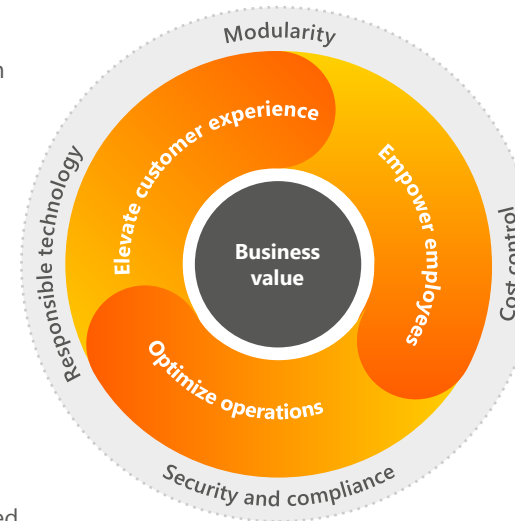 Modularity
Elevate customer experience
Empower employees
Responsible technology
Business
value
Cost control
Optimize operations
Security and compliance